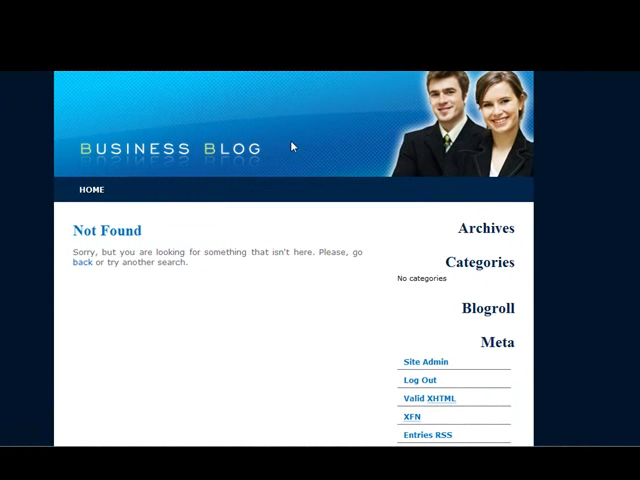 BUSINESS BLOG
HOME
Not Found
Sorry, but you are looking for something that isn't here. Please, go
back or try another search.
Archives
Categories
No categories
Blogroll
Meta
Site Admin
Log Out
Valid XHTML
XFN
Entries RSS